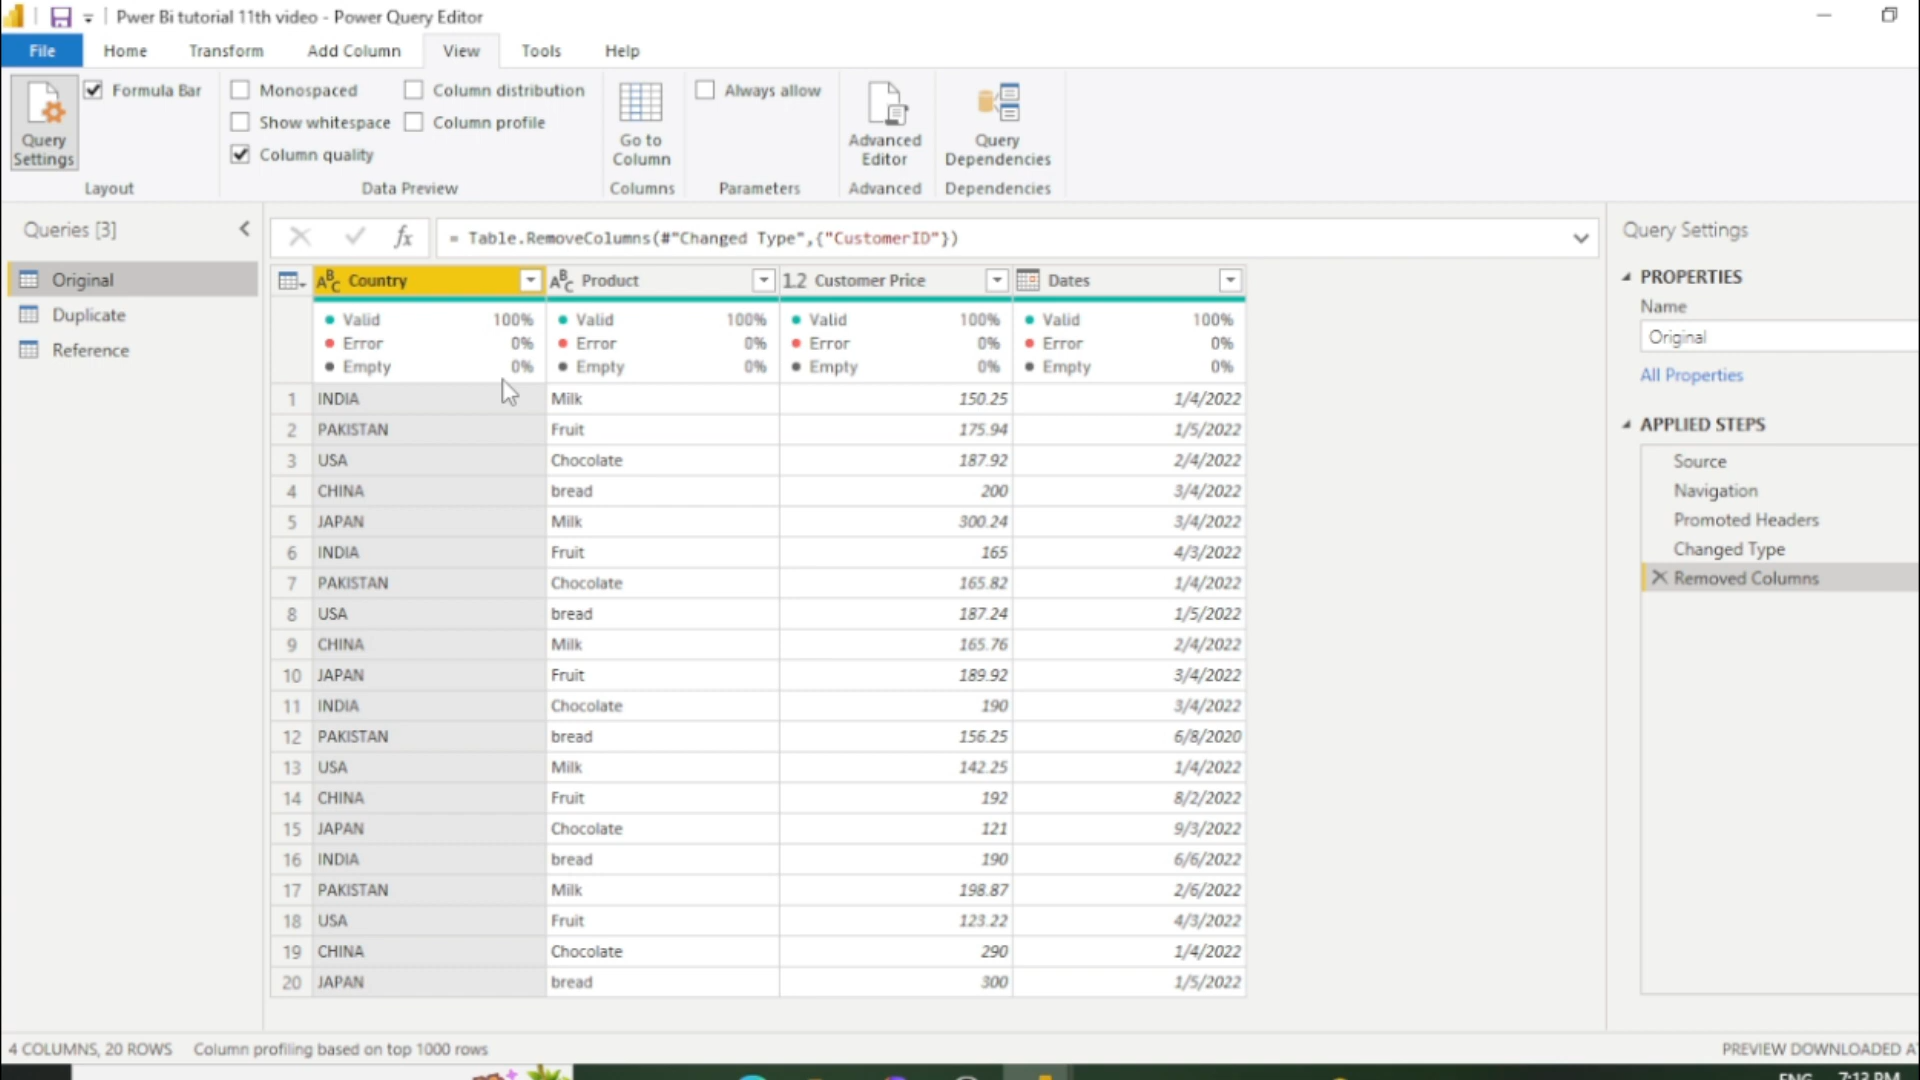 Pwer Bi tutorial 11th video - Power Query Editor
File Home Transform Add Column View Tools Help
Query Settings
Formula Bar
Layout
Monospaced
Show whitespace
Column quality
Column distribution
Column profile
Data Preview
Go to Column
Columns
Always allow
Parameters
Advanced Editor
Advanced
Query Dependencies
Dependencies
Queries [3]
Original
Duplicate
Reference
fx = Table.RemoveColumns(#"Changed Type",{"CustomerID"})
ABC Country ABC Product 1.2 Customer Price Dates
Valid 100% Valid 100% Valid 100% Valid 100%
Error 0% Error 0% Error 0% Error 0%
Empty 0% Empty 0% Empty 0% Empty 0%
1 INDIA Milk 150.25 1/4/2022
2 PAKISTAN Fruit 175.94 1/5/2022
3 USA Chocolate 187.92 2/4/2022
4 CHINA bread 200 3/4/2022
5 JAPAN Milk 300.24 3/4/2022
6 INDIA Fruit 165 4/3/2022
7 PAKISTAN Chocolate 165.82 1/4/2022
8 USA bread 187.24 1/5/2022
9 CHINA Milk 165.76 2/4/2022
10 JAPAN Fruit 189.92 3/4/2022
11 INDIA Chocolate 190 3/4/2022
12 PAKISTAN bread 156.25 6/8/2020
13 USA Milk 142.25 1/4/2022
14 CHINA Fruit 192 8/2/2022
15 JAPAN Chocolate 121 9/3/2022
16 INDIA bread 190 6/6/2022
17 PAKISTAN Milk 198.87 2/6/2022
18 USA Fruit 123.22 4/3/2022
19 CHINA Chocolate 290 1/4/2022
20 JAPAN bread 300 1/5/2022
Query Settings
PROPERTIES
Name
Original
All Properties
APPLIED STEPS
Source
Navigation
Promoted Headers
Changed Type
Removed Columns
4 COLUMNS, 20 ROWS Column profiling based on top 1000 rows
PREVIEW DOWNLOADED A
ENG 7:13 PM